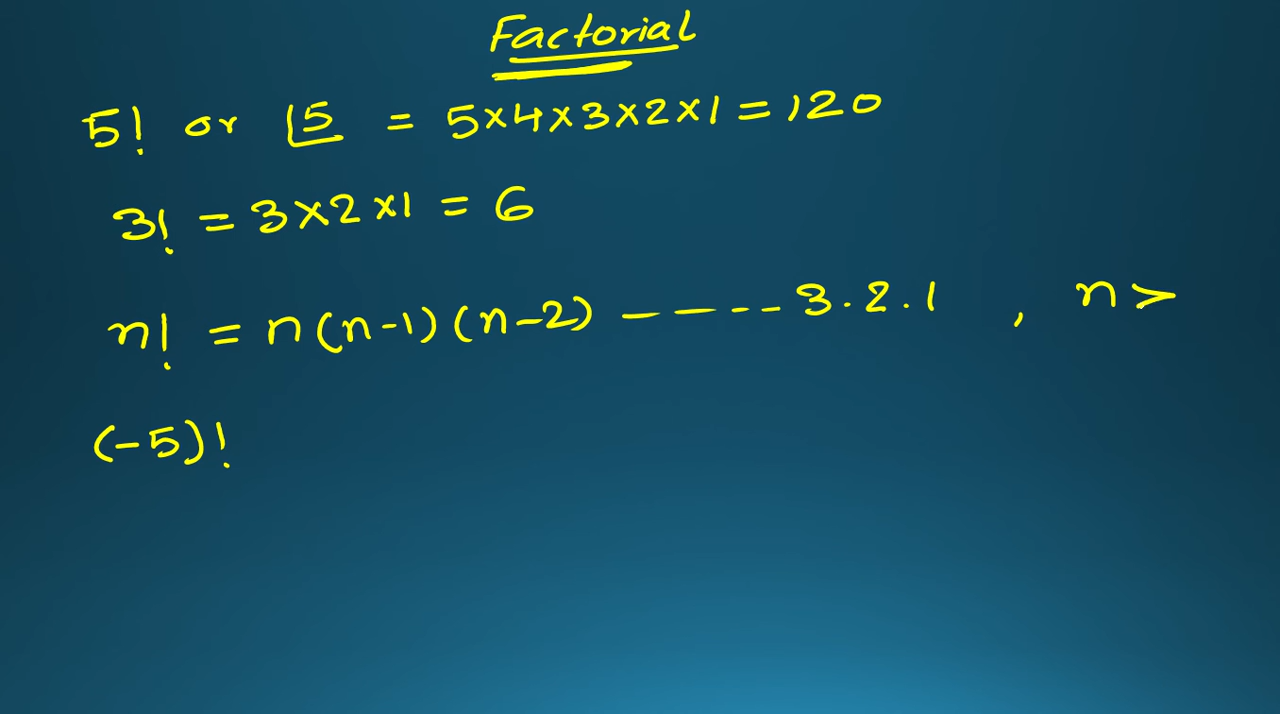 Factorial
5! or |5 = 5×4×3×2×1 = 120
3! = 3×2×1 = 6
n! = n(n-1)(n-2) ----- 3.2.1 , n >
(-5)!